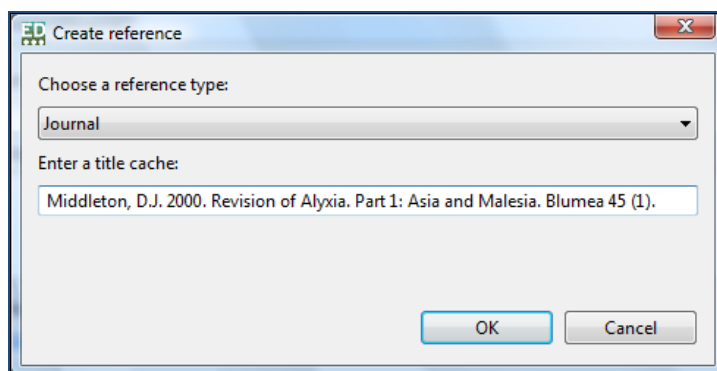 ED Create reference
Choose a reference type:
Journal
Enter a title cache:
Middleton, D.J. 2000. Revision of Alyxia. Part 1: Asia and Malesia. Blumea 45 (1).
OK Cancel